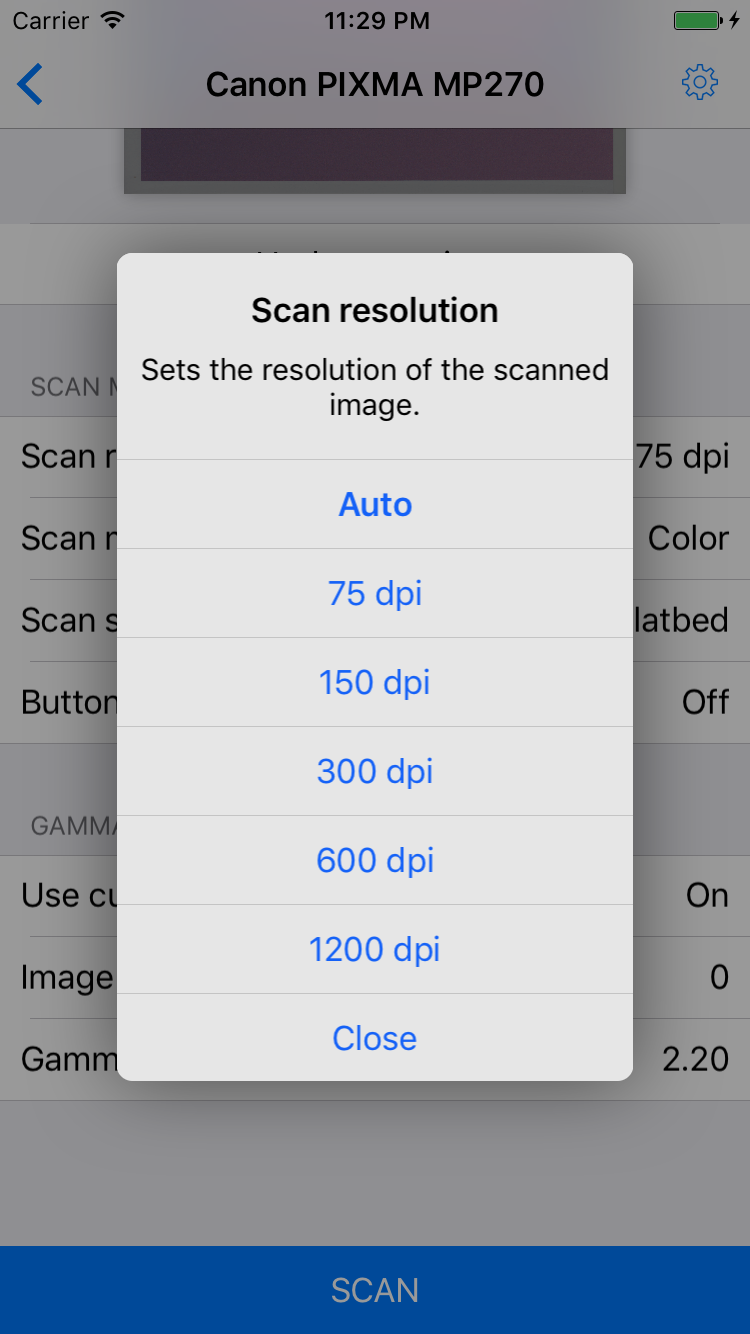 Carrier 11:29 PM
Canon PIXMA MP270
Scan resolution
Sets the resolution of the scanned
image.
SCAN
Scan 75 dpi
Auto
Scan Color
75 dpi
Scan latbed
150 dpi
Button Off
300 dpi
GAMMA
600 dpi
Use On
1200 dpi
Image 0
Close
Gamm 2.20
SCAN